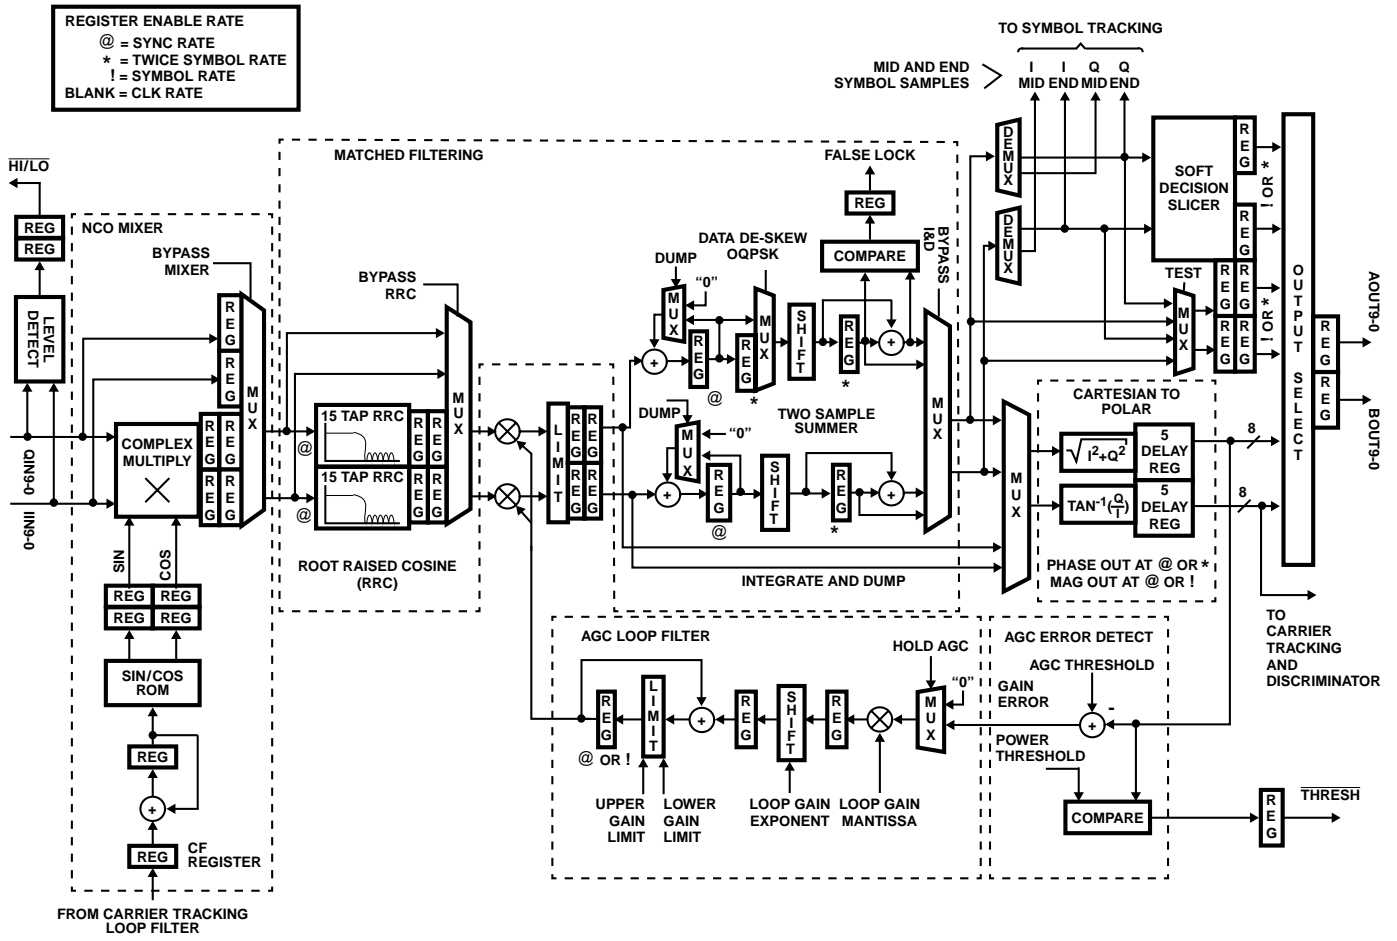 REGISTER ENABLE RATE
@ = SYNC RATE
* = TWICE SYMBOL RATE
! = SYMBOL RATE
BLANK = CLK RATE
TO SYMBOL TRACKING
MID AND END
SYMBOL SAMPLES
I I Q Q
MID END MID END
HI/LO
REG
REG
LEVEL
DETECT
QIN9-0
IIN9-0
NCO MIXER
BYPASS
MIXER
REG
REG
MUX
COMPLEX
MULTIPLY
REG
REG
REG
REG
SIN
COS
REG
REG
REG
REG
SIN/COS
ROM
REG
+
REG
CF
REGISTER
FROM CARRIER TRACKING
LOOP FILTER
MATCHED FILTERING
BYPASS
RRC
MUX
@
15 TAP RRC
REG
REG
@
15 TAP RRC
REG
REG
ROOT RAISED COSINE
(RRC)
LIMIT
REG
REG
REG
REG
FALSE LOCK
REG
COMPARE
DATA DE-SKEW
OQPSK
DUMP
"0"
MUX
+
REG
@
REG
*
MUX
SHIFT
REG
*
+
BYPASS
I&D
MUX
DUMP
"0"
MUX
TWO SAMPLE
SUMMER
+
REG
@
SHIFT
REG
*
+
INTEGRATE AND DUMP
DEMUX
DEMUX
SOFT
DECISION
SLICER
REG
REG
! OR *
TEST
MUX
REG
REG
REG
REG
! OR *
OUTPUT SELECT
REG
REG
AOUT9-0
BOUT9-0
MUX
CARTESIAN TO
POLAR
√I²+Q²
5
DELAY
REG
8
TAN⁻¹(Q/I)
5
DELAY
REG
8
PHASE OUT AT @ OR *
MAG OUT AT @ OR !
TO
CARRIER
TRACKING
AND
DISCRIMINATOR
AGC LOOP FILTER
HOLD AGC
"0"
MUX
REG
@ OR !
LIMIT
+
REG
SHIFT
REG
UPPER
GAIN
LIMIT
LOWER
GAIN
LIMIT
LOOP GAIN
EXPONENT
LOOP GAIN
MANTISSA
AGC ERROR DETECT
AGC THRESHOLD
GAIN
ERROR
-
+
POWER
THRESHOLD
COMPARE
REG
THRESH